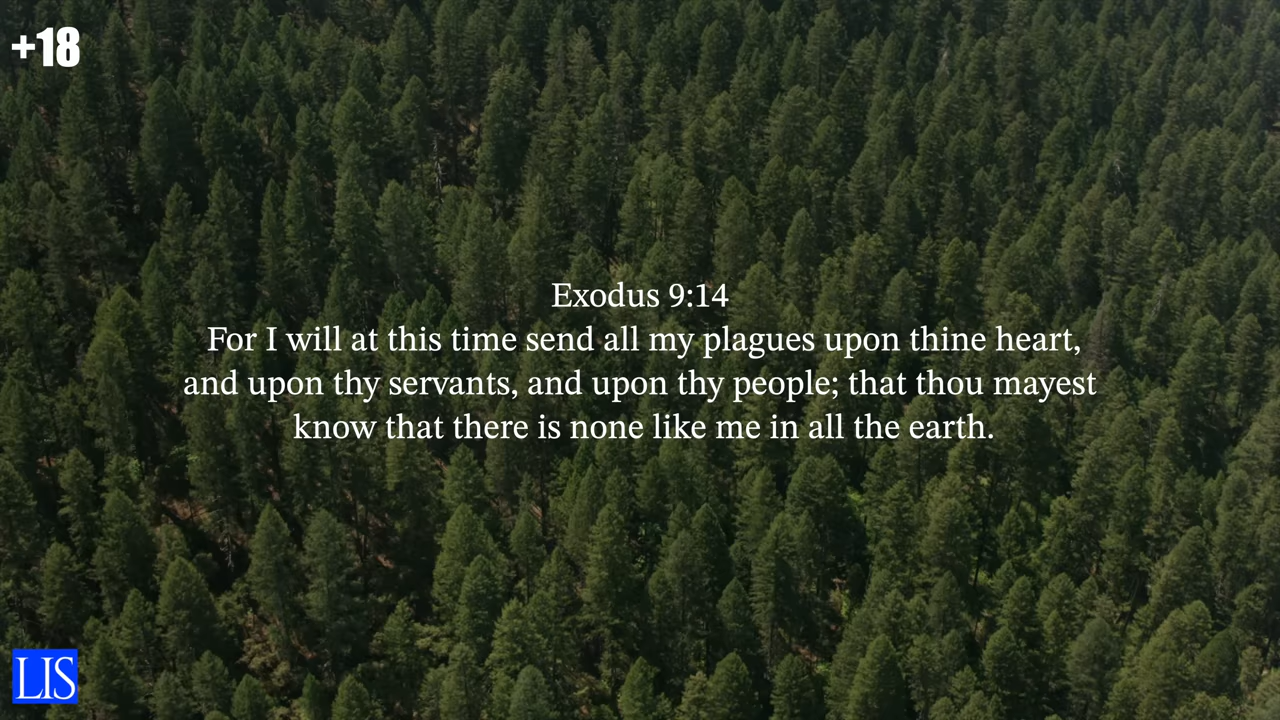 +18
Exodus 9:14
For I will at this time send all my plagues upon thine heart,
and upon thy servants, and upon thy people; that thou mayest
know that there is none like me in all the earth.
LIS